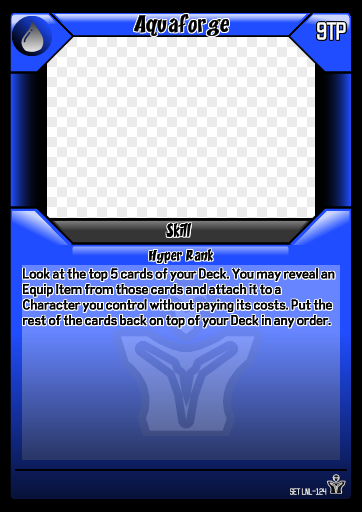 Aquaforge
9TP
Skill
Hyper Rank
Look at the top 5 cards of your Deck. You may reveal an
Equip Item from those cards and attach it to a
Character you control without paying its costs. Put the
rest of the cards back on top of your Deck in any order.
SET LNL-124